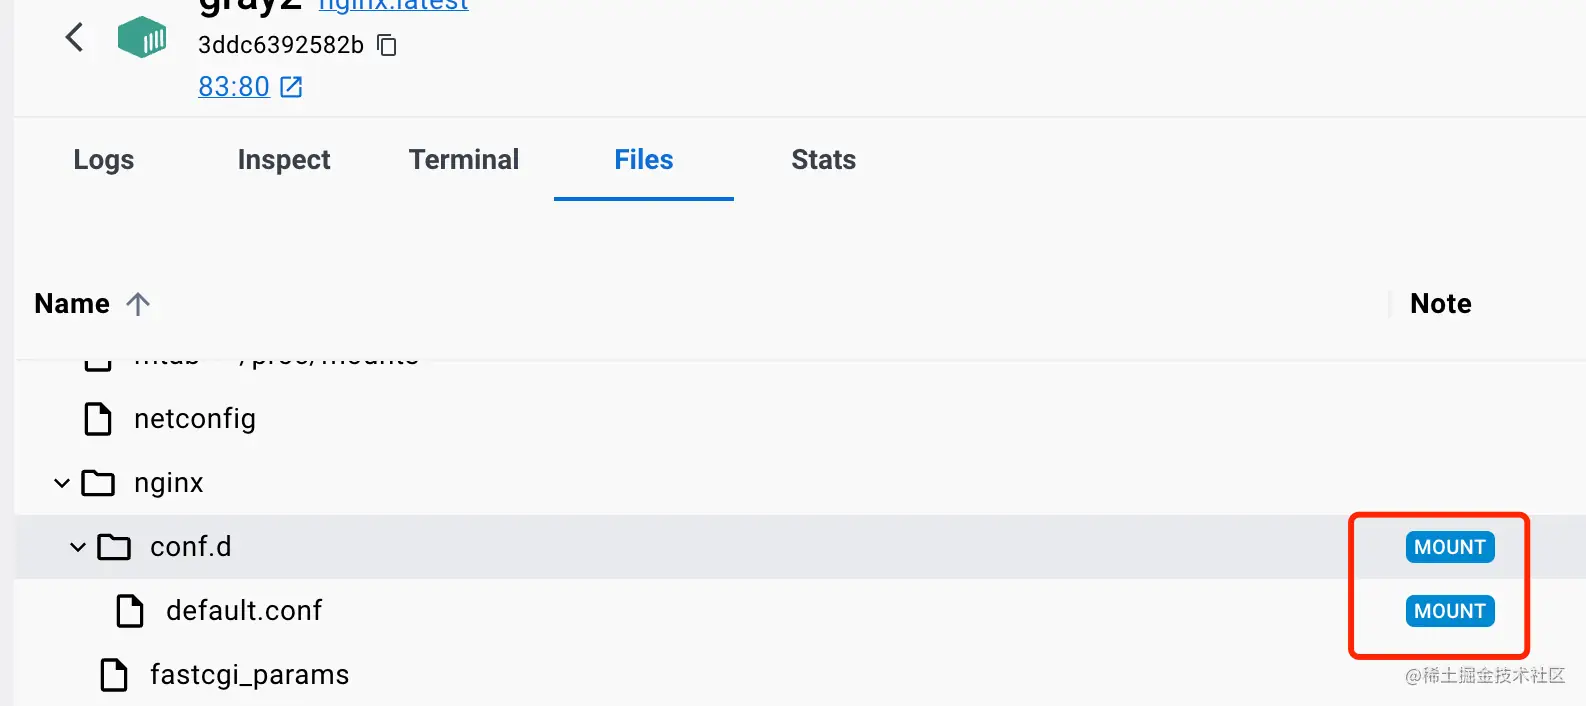 gray2 nginx:latest
3ddc6392582b
83:80
Logs Inspect Terminal Files Stats
Name Note
netconfig
nginx
conf.d MOUNT
default.conf MOUNT
fastcgi_params
@稀土掘金技术社区